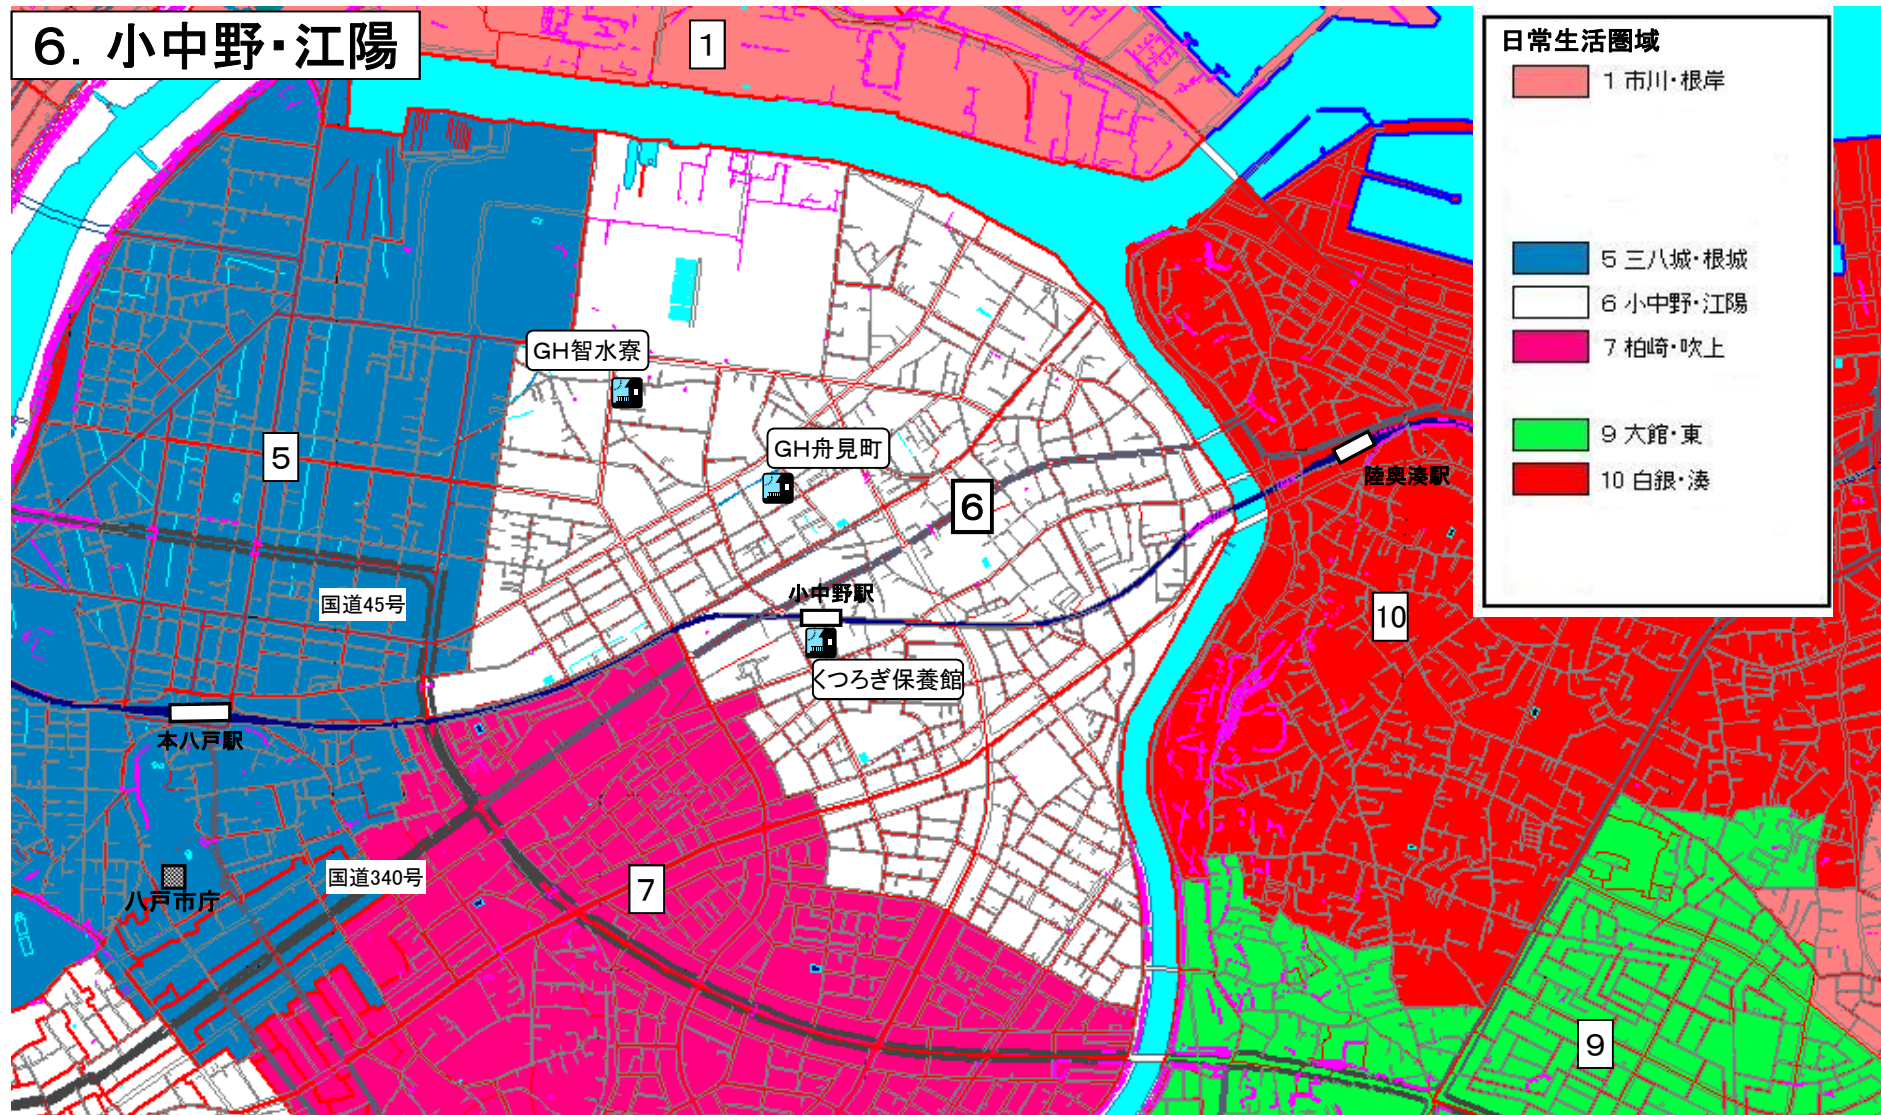 6. 小中野・江陽
1
日常生活圏域
1 市川・根岸
5 三八城・根城
6 小中野・江陽
7 柏崎・吹上
9 大館・東
10 白銀・湊
GH智水寮
GH舟見町
5
6
陸奥湊駅
国道45号
小中野駅
10
くつろぎ保養館
本八戸駅
国道340号
7
八戸市庁
9